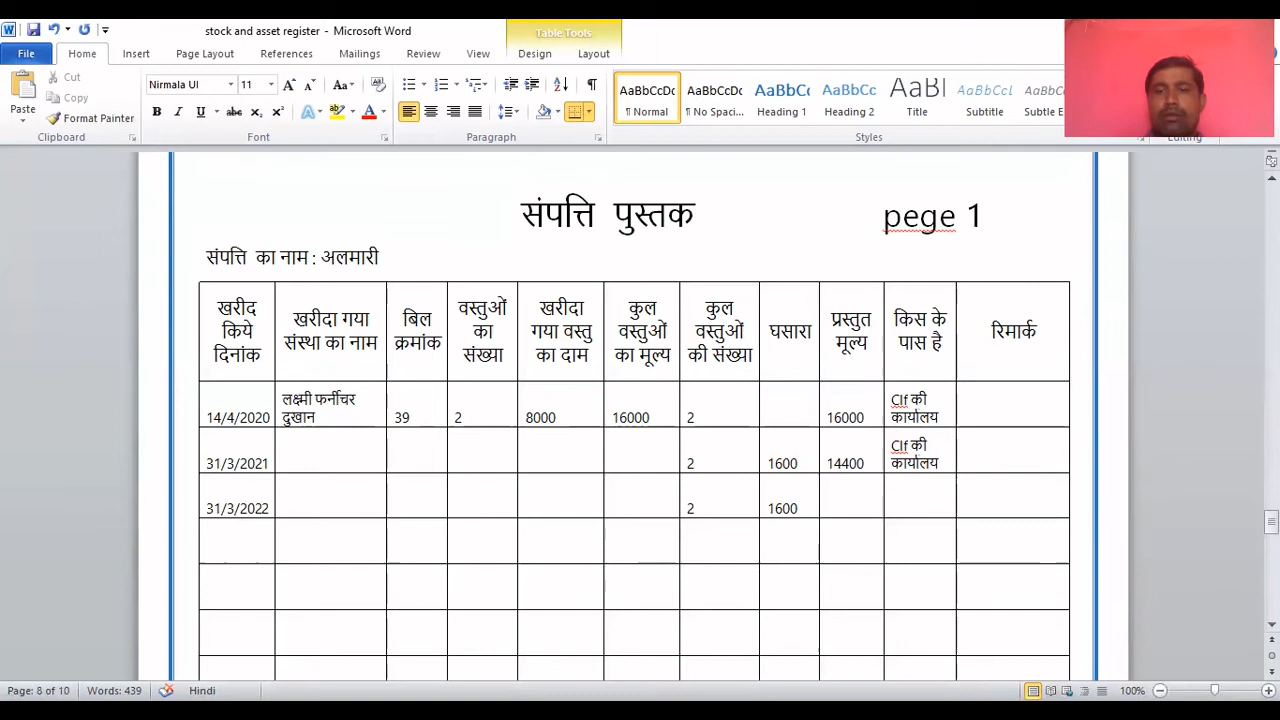 stock and asset register - Microsoft Word
Table Tools
File Home Insert Page Layout References Mailings Review View Design Layout
Paste
Cut
Copy
Format Painter
Clipboard
Nirmala UI 11
Font
Paragraph
AaBbCcDc AaBbCcDc AaBbCc AaBbCc AaBl AaBbCcL AaBbCcL
¶ Normal ¶ No Spaci... Heading 1 Heading 2 Title Subtitle Subtle E
Styles
Editing
संपत्ति पुस्तक pege 1
संपत्ति का नाम : अलमारी
खरीद किये दिनांक
खरीदा गया संस्था का नाम
बिल क्रमांक
वस्तुओं का संख्या
खरीदा गया वस्तु का दाम
कुल वस्तुओं का मूल्य
कुल वस्तुओं की संख्या
घसारा
प्रस्तुत मूल्य
किस के पास है
रिमार्क
14/4/2020 लक्ष्मी फर्नीचर दुखान 39 2 8000 16000 2 16000 Clf की कार्यालय
31/3/2021 2 1600 14400 Clf की कार्यालय
31/3/2022 2 1600
Page: 8 of 10 Words: 439 Hindi 100%